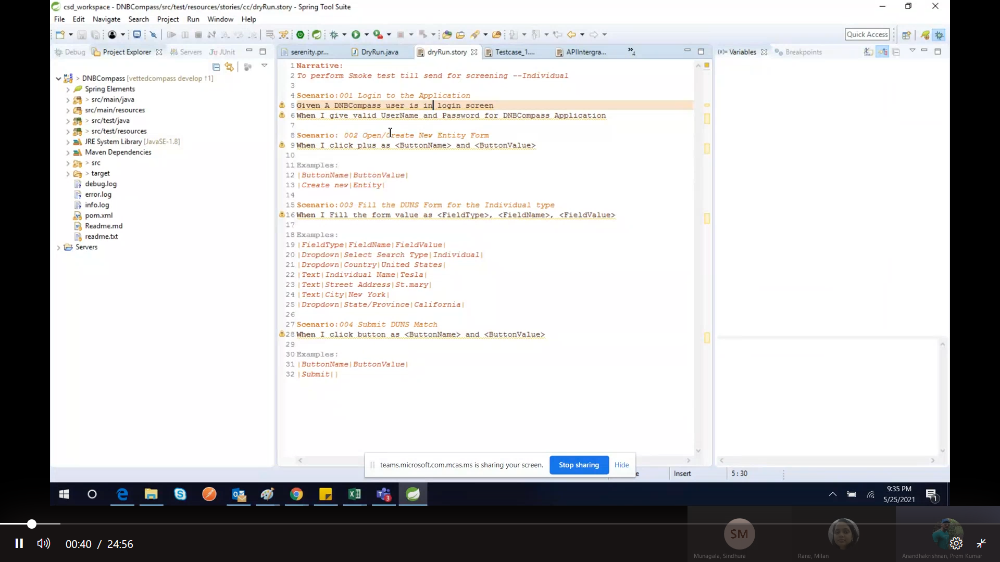 csd_workspace - DNBCompass/src/test/resources/stories/cc/dryRun.story - Spring Tool Suite
File Edit Navigate Search Project Run Window Help
Quick Access
Debug Project Explorer Servers JUnit
serenity.pr... DryRun.java dryRun.story Testcase_1.... APIIntergra... »4
(x)= Variables Breakpoints
DNBCompass [vettedcompass develop ↑1]
Spring Elements
src/main/java
src/main/resources
src/test/java
src/test/resources
JRE System Library [JavaSE-1.8]
Maven Dependencies
src
target
debug.log
error.log
info.log
pom.xml
Readme.md
readme.txt
Servers
1 Narrative:
2 To perform Smoke test till send for screening --Individual
3
4 Scenario:001 Login to the Application
5 Given A DNBCompass user is in login screen
6 When I give valid UserName and Password for DNBCompass Application
7
8 Scenario: 002 Open/Create New Entity Form
9 When I click plus as <ButtonName> and <ButtonValue>
10
11 Examples:
12 |ButtonName|ButtonValue|
13 |Create new|Entity|
14
15 Scenario:003 Fill the DUNS Form for the Individual type
16 When I Fill the form value as <FieldType>, <FieldName>, <FieldValue>
17
18 Examples:
19 |FieldType|FieldName|FieldValue|
20 |Dropdown|Select Search Type|Individual|
21 |Dropdown|Country|United States|
22 |Text|Individual Name|Tesla|
23 |Text|Street Address|St.mary|
24 |Text|City|New York|
25 |Dropdown|State/Province|California|
26
27 Scenario:004 Submit DUNS Match
28 When I click button as <ButtonName> and <ButtonValue>
29
30 Examples:
31 |ButtonName|ButtonValue|
32 |Submit||
teams.microsoft.com.mcas.ms is sharing your screen. Stop sharing Hide
e Insert 5 : 30
3
9:35 PM
5/25/2021
1
00:40 / 24:56
SM
Munagala, Sindhura Rane, Milan Anandhakrishnan, Prem Kumar